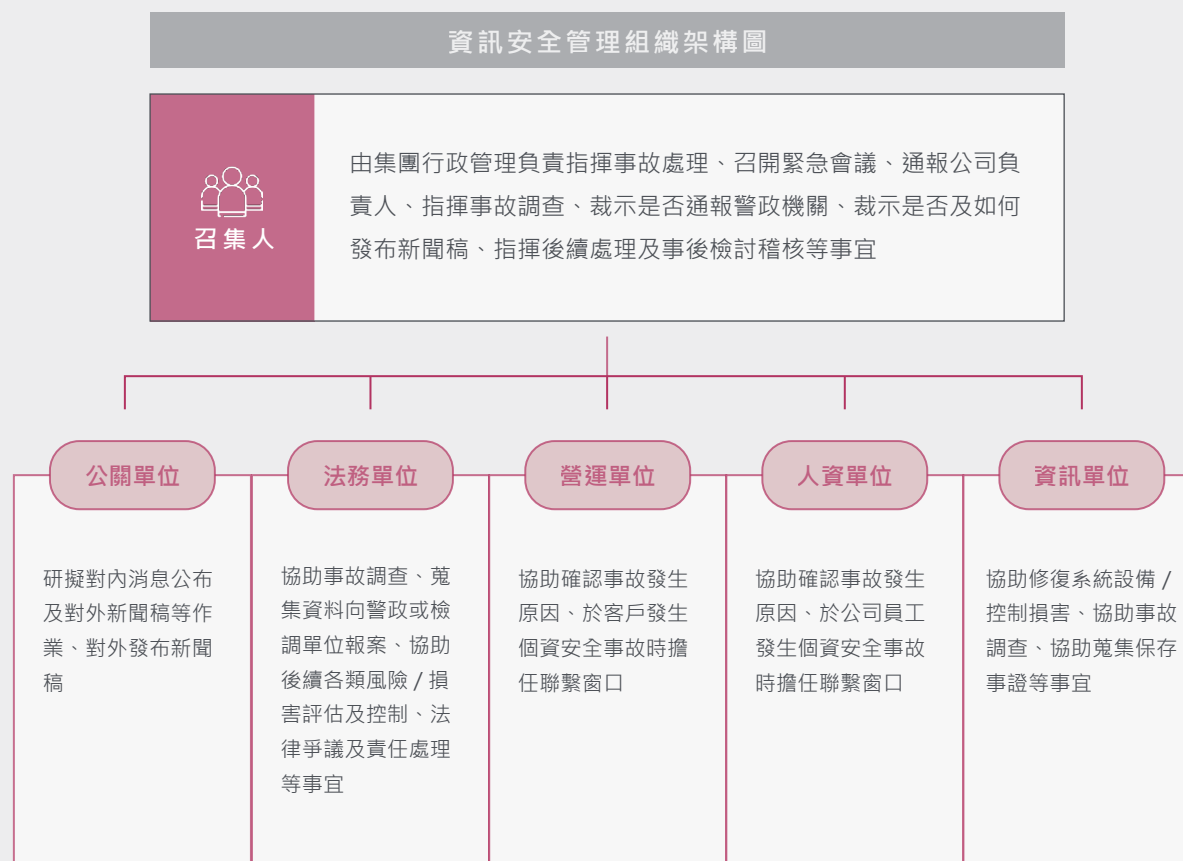 資訊安全管理組織架構圖
召集人
由集團行政管理負責指揮事故處理、召開緊急會議、通報公司負
責人、指揮事故調查、裁示是否通報警政機關、裁示是否及如何
發布新聞稿、指揮後續處理及事後檢討稽核等事宜
公關單位
研擬對內消息公布
及對外新聞稿等作
業、對外發布新聞
稿
法務單位
協助事故調查、蒐
集資料向警政或檢
調單位報案、協助
後續各類風險 / 損
害評估及控制、法
律爭議及責任處理
等事宜
營運單位
協助確認事故發生
原因、於客戶發生
個資安全事故時擔
任聯繫窗口
人資單位
協助確認事故發生
原因、於公司員工
發生個資安全事故
時擔任聯繫窗口
資訊單位
協助修復系統設備 /
控制損害、協助事故
調查、協助蒐集保存
事證等事宜